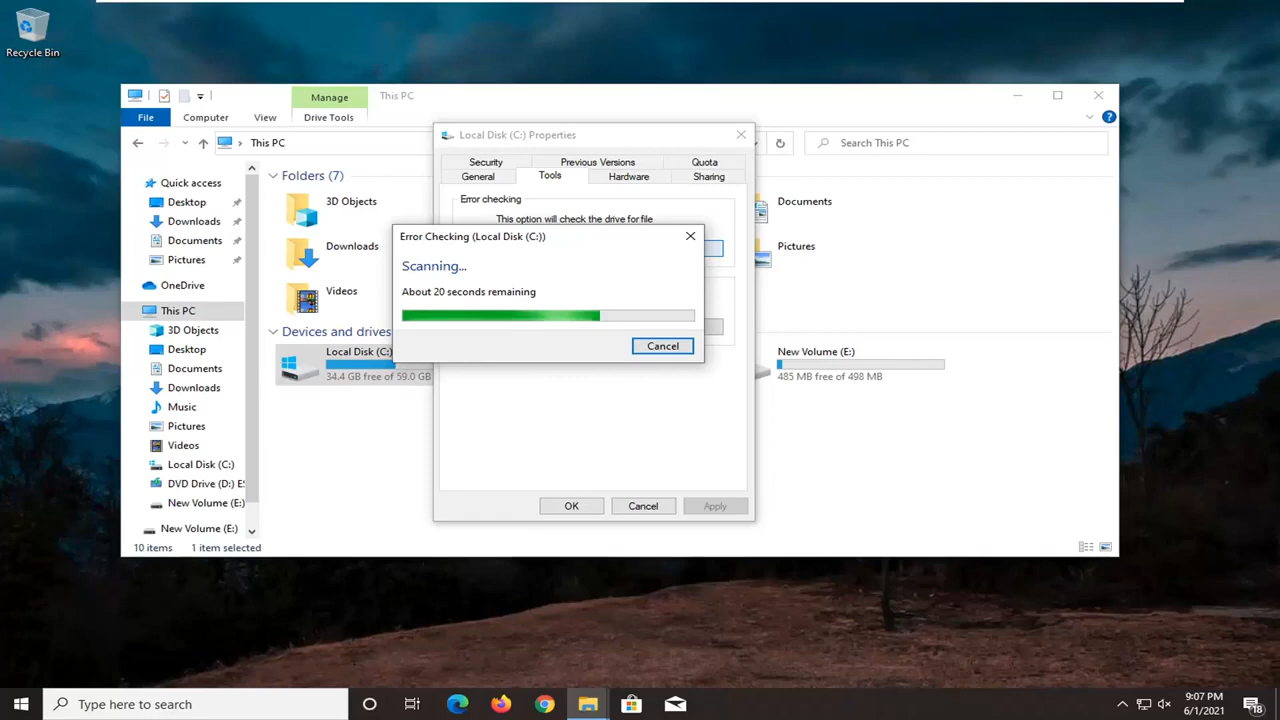 Recycle Bin
Manage
This PC
File
Computer
View
Drive Tools
This PC
Search This PC
Quick access
Desktop
Downloads
Documents
Pictures
OneDrive
This PC
3D Objects
Desktop
Documents
Downloads
Music
Pictures
Videos
Local Disk (C:)
DVD Drive (D:) ES
New Volume (E:)
New Volume (E:)
10 items
1 item selected
Folders (7)
3D Objects
Downloads
Videos
Documents
Pictures
Devices and drives
Local Disk (C:)
34.4 GB free of 59.0 GB
New Volume (E:)
485 MB free of 498 MB
Local Disk (C:) Properties
Security
Previous Versions
Quota
General
Tools
Hardware
Sharing
Error checking
This option will check the drive for file
Error Checking (Local Disk (C:))
Scanning...
About 20 seconds remaining
Cancel
OK
Cancel
Apply
Type here to search
9:07 PM
6/1/2021
18